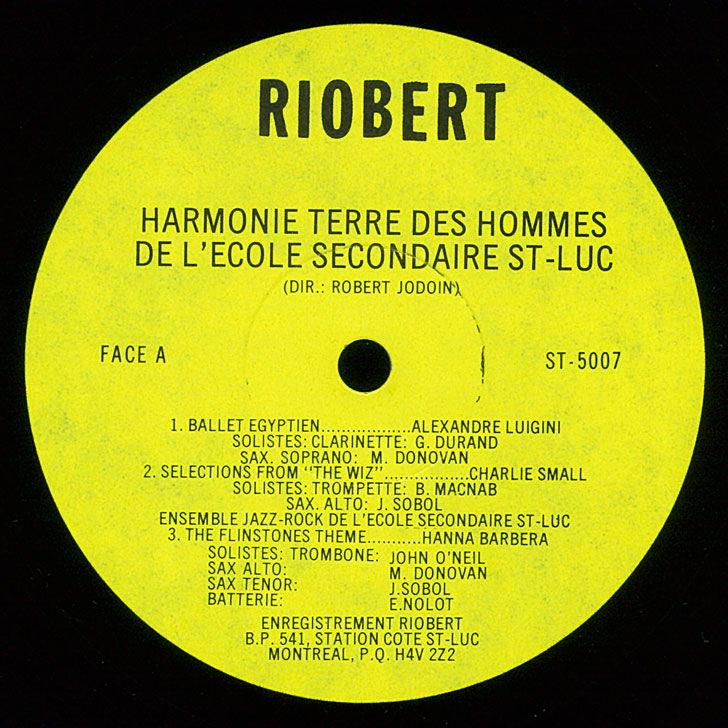 RIOBERT
HARMONIE TERRE DES HOMMES
DE L'ECOLE SECONDAIRE ST-LUC
(DIR.: ROBERT JODOIN)
FACE A
ST-5007
1. BALLET EGYPTIEN..................ALEXANDRE LUIGINI
SOLISTES: CLARINETTE: G. DURAND
SAX. SOPRANO: M. DONOVAN
2. SELECTIONS FROM "THE WIZ".................CHARLIE SMALL
SOLISTES: TROMPETTE: B. MACNAB
SAX. ALTO: J. SOBOL
ENSEMBLE JAZZ-ROCK DE L'ECOLE SECONDAIRE ST-LUC
3. THE FLINSTONES THEME...........HANNA BARBERA
SOLISTES: TROMBONE: JOHN O'NEIL
SAX ALTO: M. DONOVAN
SAX TENOR: J.SOBOL
BATTERIE: E.NOLOT
ENREGISTREMENT RIOBERT
B.P. 541, STATION COTE ST-LUC
MONTREAL, P.Q. H4V 2Z2